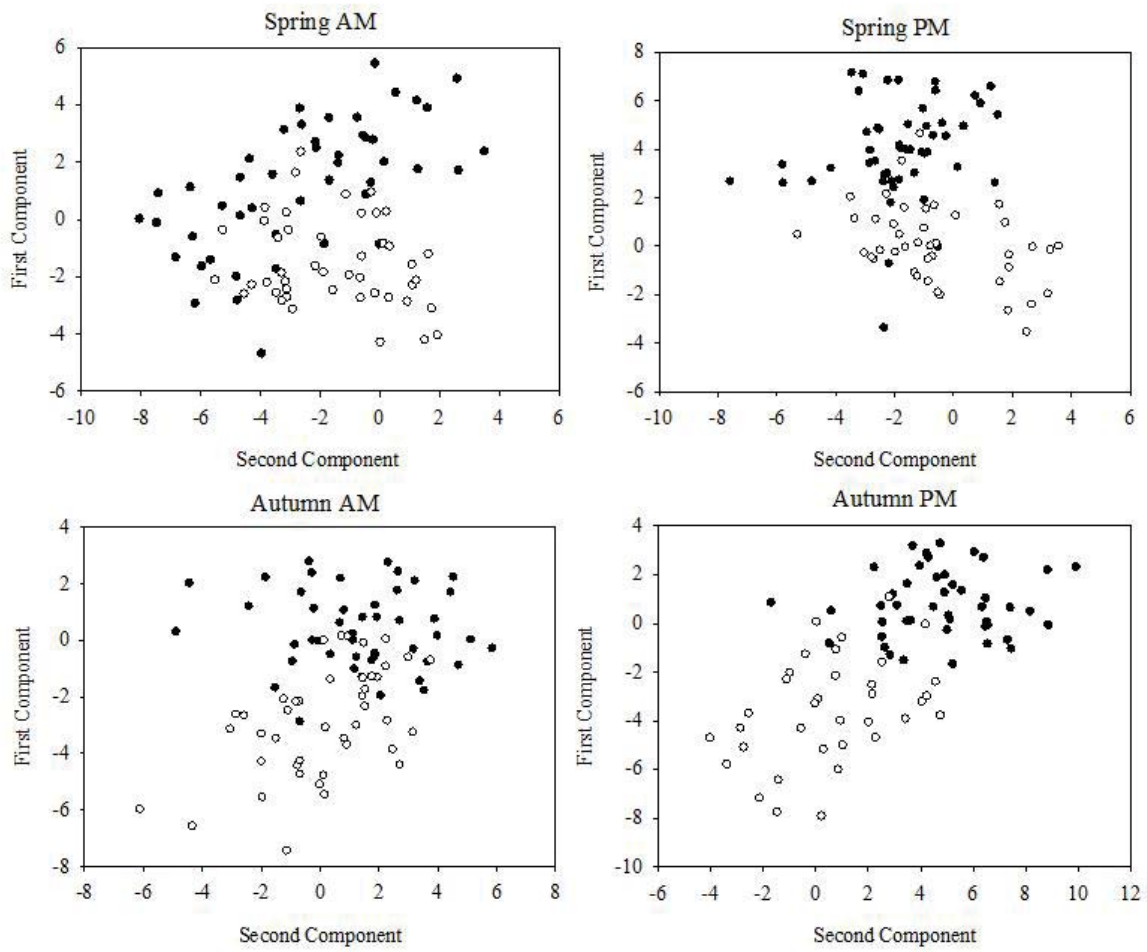 Spring AM
6
4
2
0
-2
-4
-6
First Component
-10 -8 -6 -4 -2 0 2 4 6
Second Component
Spring PM
8
6
4
2
0
-2
-4
-6
First Component
-10 -8 -6 -4 -2 0 2 4 6
Second Component
Autumn AM
4
2
0
-2
-4
-6
-8
First Component
-8 -6 -4 -2 0 2 4 6 8
Second Component
Autumn PM
4
2
0
-2
-4
-6
-8
-10
First Component
-6 -4 -2 0 2 4 6 8 10 12
Second Component